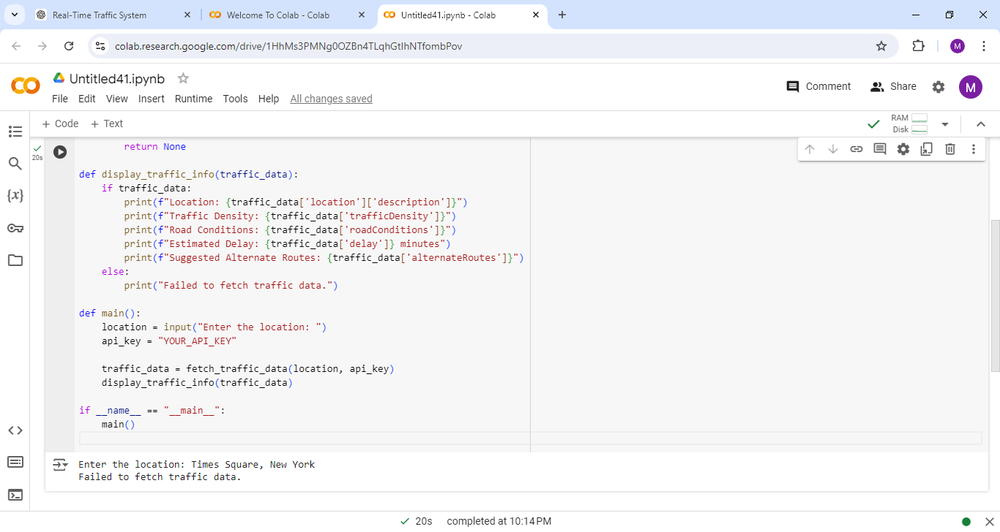 Real-Time Traffic System
Welcome To Colab - Colab
Untitled41.ipynb - Colab
colab.research.google.com/drive/1HhMs3PMNg0OZBn4TLqhGtIhNTfombPov
M
Untitled41.ipynb
File Edit View Insert Runtime Tools Help All changes saved
Comment
Share
M
+ Code + Text
RAM
Disk
20s
        return None

def display_traffic_info(traffic_data):
    if traffic_data:
        print(f"Location: {traffic_data['location']['description']}")
        print(f"Traffic Density: {traffic_data['trafficDensity']}")
        print(f"Road Conditions: {traffic_data['roadConditions']}")
        print(f"Estimated Delay: {traffic_data['delay']} minutes")
        print(f"Suggested Alternate Routes: {traffic_data['alternateRoutes']}")
    else:
        print("Failed to fetch traffic data.")

def main():
    location = input("Enter the location: ")
    api_key = "YOUR_API_KEY"

    traffic_data = fetch_traffic_data(location, api_key)
    display_traffic_info(traffic_data)

if __name__ == "__main__":
    main()
Enter the location: Times Square, New York
Failed to fetch traffic data.
20s completed at 10:14 PM